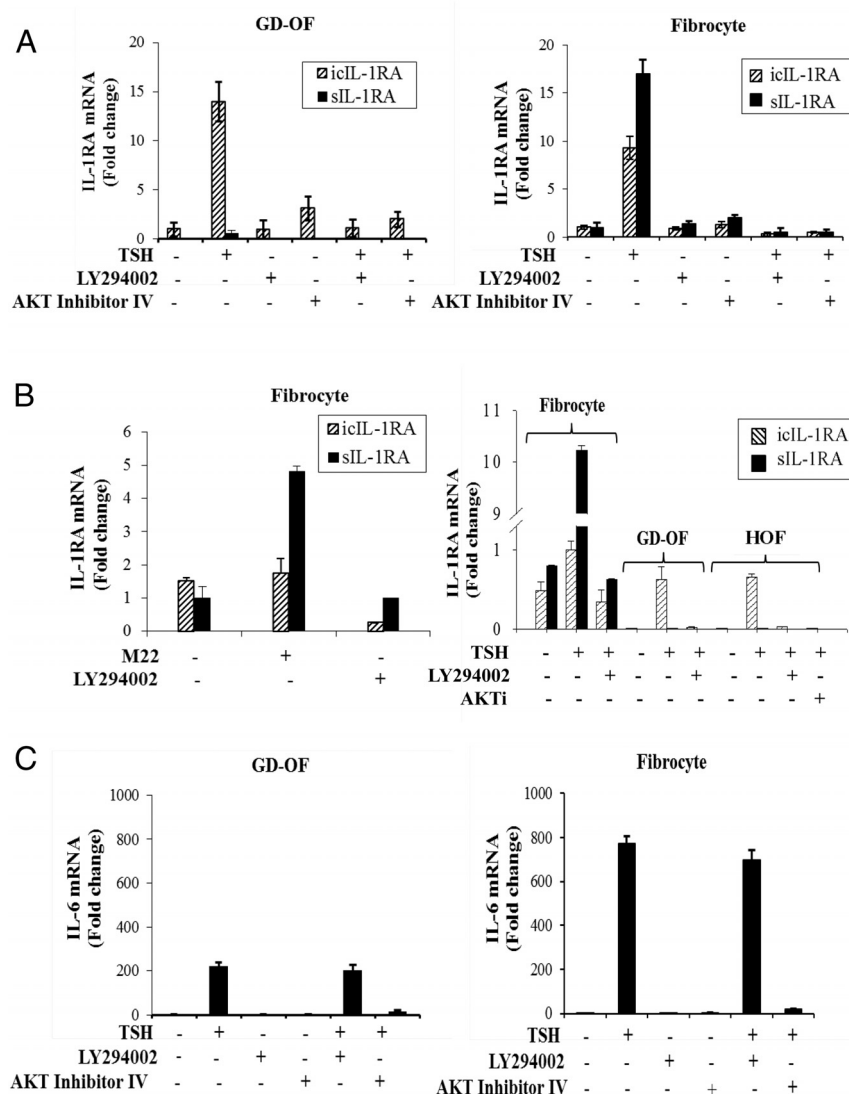 A
GD-OF
IL-1RA mRNA
(Fold change)
20
15
10
5
0
icIL-1RA
sIL-1RA
TSH - + - - + +
LY294002 - - + - + -
AKT Inhibitor IV - - - + - +
Fibrocyte
IL-1RA mRNA
(Fold change)
20
15
10
5
0
icIL-1RA
sIL-1RA
- + - - + +
- - + - + -
- - - + - +
B
Fibrocyte
IL-1RA mRNA
(Fold change)
6
5
4
3
2
1
0
icIL-1RA
sIL-1RA
M22 - + -
LY294002 - - +
IL-1RA mRNA
(Fold change)
11
10
9
1
0
Fibrocyte
GD-OF
HOF
icIL-1RA
sIL-1RA
TSH - + + - + + - + + +
LY294002 - - + - - + - - + -
AKTi - - - - - - - - - +
C
GD-OF
IL-6 mRNA
(Fold change)
1000
800
600
400
200
0
TSH - + - - + +
LY294002 - - + - + -
AKT Inhibitor IV - - - + - +
Fibrocyte
IL-6 mRNA
(Fold change)
1000
800
600
400
200
0
TSH - + - - + +
LY294002 - - + - + -
AKT Inhibitor IV - - - + - +